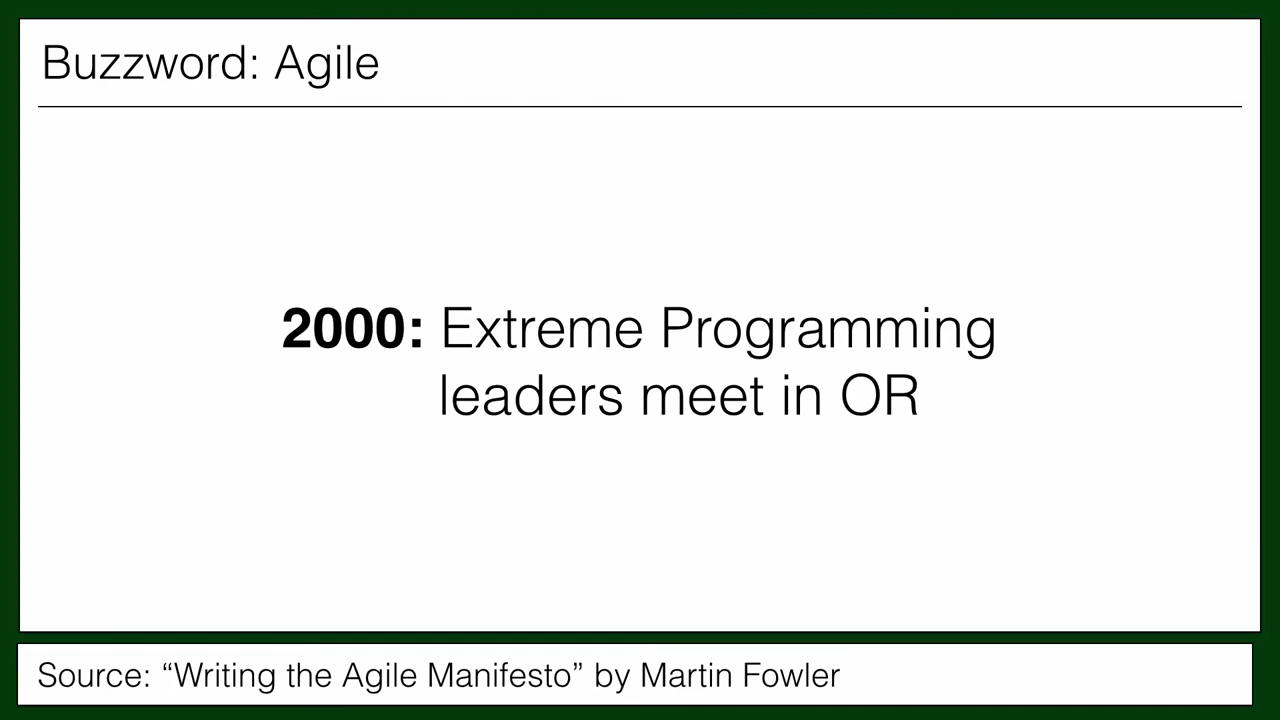 Buzzword: Agile
2000: Extreme Programming
leaders meet in OR
Source: “Writing the Agile Manifesto” by Martin Fowler